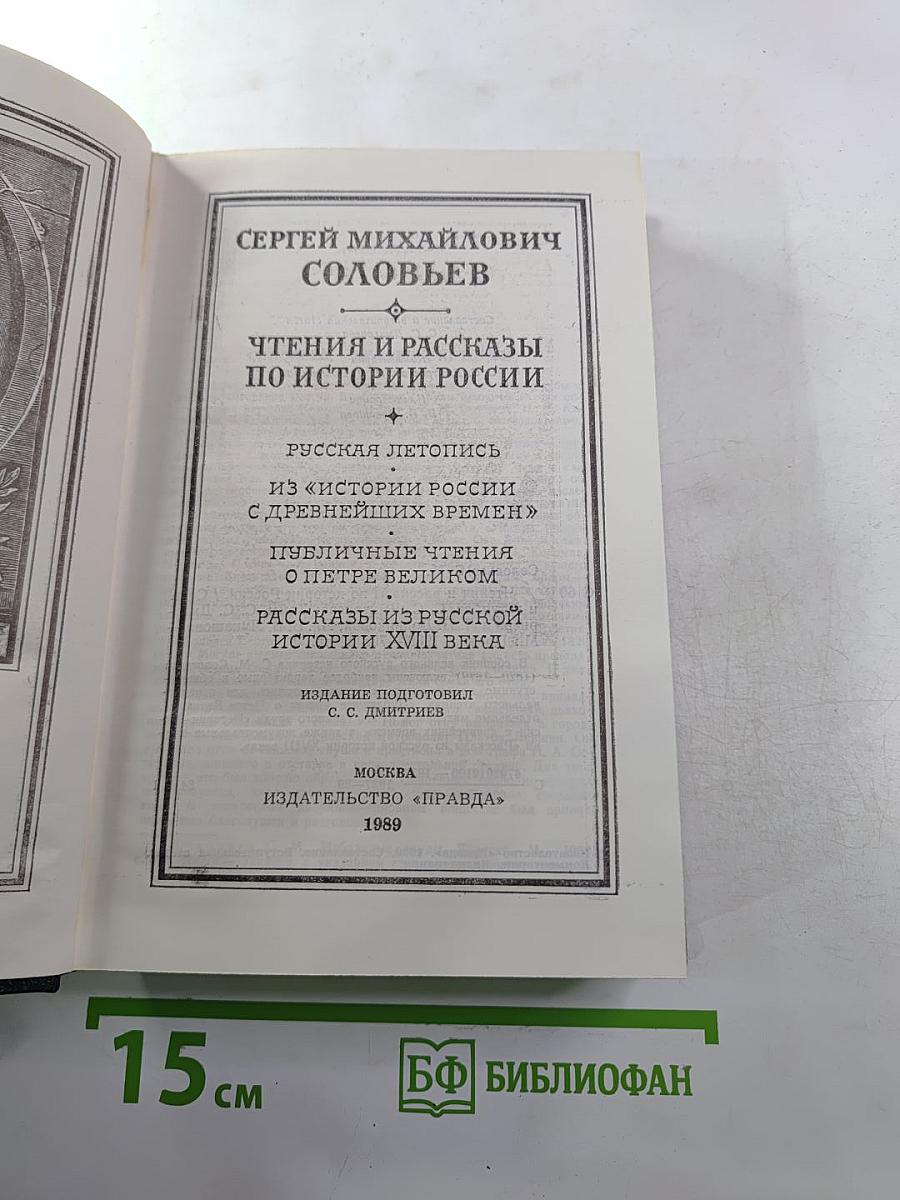 СЕРГЕЙ МИХАЙЛОВИЧ
СОЛОВЬЕВ
ЧТЕНИЯ И РАССКАЗЫ
ПО ИСТОРИИ РОССИИ
РУССКАЯ ЛЕТОПИСЬ
ИЗ «ИСТОРИИ РОССИИ
С ДРЕВНЕЙШИХ ВРЕМЕН»
ПУБЛИЧНЫЕ ЧТЕНИЯ
О ПЕТРЕ ВЕЛИКОМ
РАССКАЗЫ ИЗ РУССКОЙ
ИСТОРИИ XVIII ВЕКА
ИЗДАНИЕ ПОДГОТОВИЛ
С. С. ДМИТРИЕВ
МОСКВА
ИЗДАТЕЛЬСТВО «ПРАВДА»
1989
15 см
БФ БИБЛИОФАН